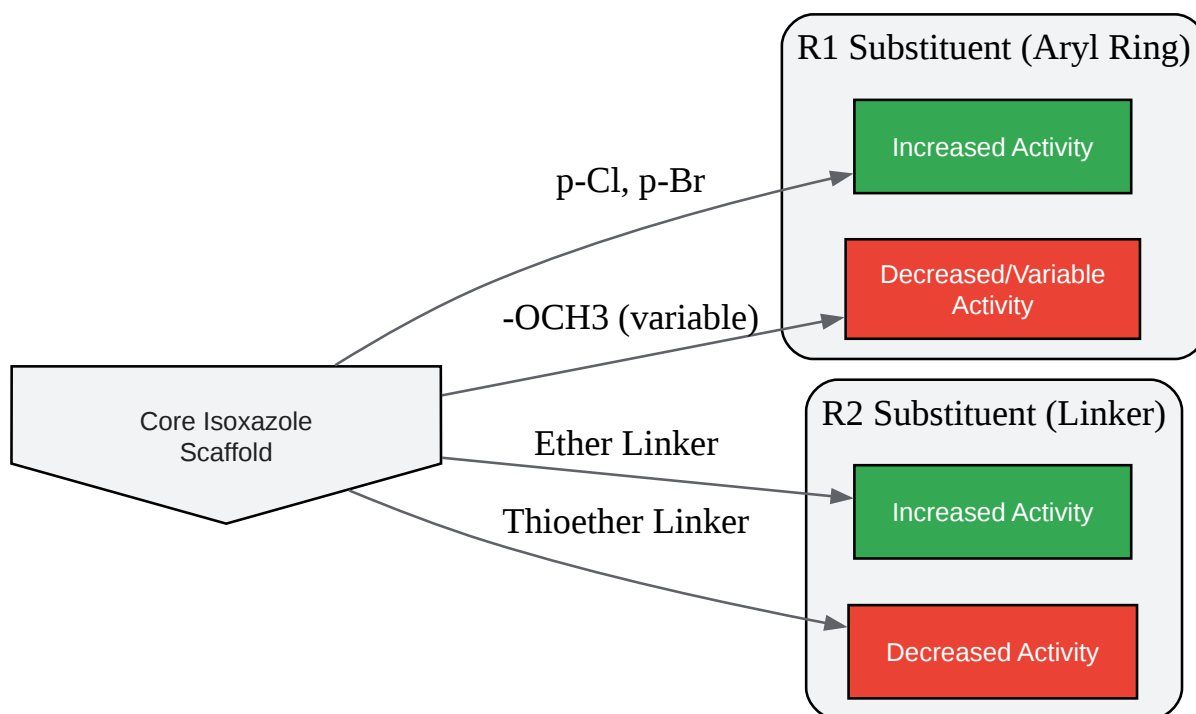 R1 Substituent (Aryl Ring)
Increased Activity
p-Cl, p-Br
Decreased/Variable
Activity
-OCH3 (variable)
Core Isoxazole
Scaffold
R2 Substituent (Linker)
Ether Linker
Increased Activity
Thioether Linker
Decreased Activity